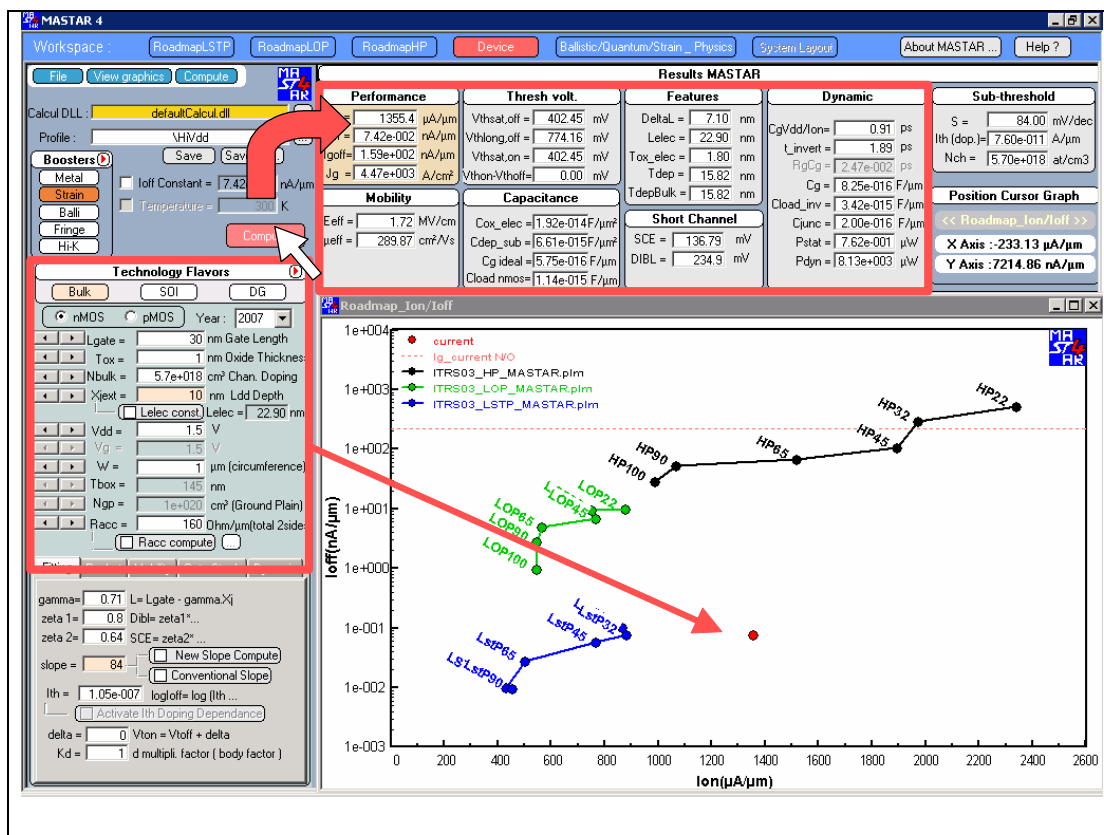 MASTAR 4
Workspace : RoadmapLSTP RoadmapLOP RoadmapHP Device Ballistic/Quantum/Strain _ Physics System Layout About MASTAR ... Help ?
File View graphics Compute
MASTAR 4
Calcul DLL : defaultCalcul.dll
Profile : \HiVdd
Save
Boosters
Metal
Strain
Balli
Fringe
Hi-K
Ioff Constant = 7.42 nA/µm
Temperature = 300 K
Results MASTAR
Performance
1355.4 µA/µm
7.42e-002 nA/µm
Igoff= 1.59e+002 nA/µm
Jg = 4.47e+003 A/cm²
Mobility
Eeff = 1.72 MV/cm
µeff = 289.87 cm²/Vs
Thresh volt.
Vthsat,off = 402.45 mV
Vthlong,off = 774.16 mV
Vthsat,on = 402.45 mV
Vthon-Vthoff= 0.00 mV
Capacitance
Cox_elec = 1.92e-014 F/µm²
Cdep_sub = 6.61e-015 F/µm²
Cg ideal = 5.75e-016 F/µm
Cload nmos= 1.14e-015 F/µm
Features
DeltaL = 7.10 nm
Lelec = 22.90 nm
Tox_elec = 1.80 nm
Tdep = 15.82 nm
TdepBulk = 15.82 nm
Short Channel
SCE = 136.79 mV
DIBL = 234.9 mV
Dynamic
CgVdd/Ion= 0.91 ps
t_invert = 1.89 ps
RgCg = 2.47e-002 ps
Cg = 8.25e-016 F/µm
Cload_inv = 3.42e-015 F/µm
Cjunc = 2.00e-016 F/µm
Pstat = 7.62e-001 µW
Pdyn = 8.13e+003 µW
Sub-threshold
S = 84.00 mV/dec
Ith (dop.)= 7.60e-011 A/µm
Nch = 5.70e+018 at/cm3
Position Cursor Graph
<< Roadmap_Ion/Ioff >>
X Axis :-233.13 µA/µm
Y Axis :7214.86 nA/µm
Technology Flavors
Bulk SOI DG
nMOS pMOS Year : 2007
Lgate = 30 nm Gate Length
Tox = 1 nm Oxide Thicknes
Nbulk = 5.7e+018 cm³ Chan. Doping
Xjext = 10 nm Ldd Depth
Lelec const Lelec = 22.90 nm
Vdd = 1.5 V
Vg = 1.5 V
W = 1 µm (circumference)
Tbox = 145 nm
Ngp = 1e+020 cm³ (Ground Plain)
Racc = 160 Ohm/µm(total 2side
Racc compute ...
gamma= 0.71 L= Lgate - gamma.Xj
zeta 1= 0.8 Dibl= zeta1*...
zeta 2= 0.64 SCE= zeta2*...
slope = 84 New Slope Compute
Conventional Slope
Ith = 1.05e-007 logIoff= log (Ith ...
Activate Ith Doping Dependance
delta = 0 Vton = Vtoff + delta
Kd = 1 d multipli. factor ( body factor )
Roadmap_Ion/Ioff
MASTAR 4
current
Ig_current N/O
ITRS03_HP_MASTAR.plm
ITRS03_LOP_MASTAR.plm
ITRS03_LSTP_MASTAR.plm
HP22
HP32
HP45
HP65
HP90
HP100
LOP22
LOP45
LOP65
LOP90
LOP100
LstP32
LstP45
LstP65
LstP90
Ioff(nA/µm)
1e+004
1e+003
1e+002
1e+001
1e+000
1e-001
1e-002
1e-003
0 200 400 600 800 1000 1200 1400 1600 1800 2000 2200 2400 2600
Ion(µA/µm)